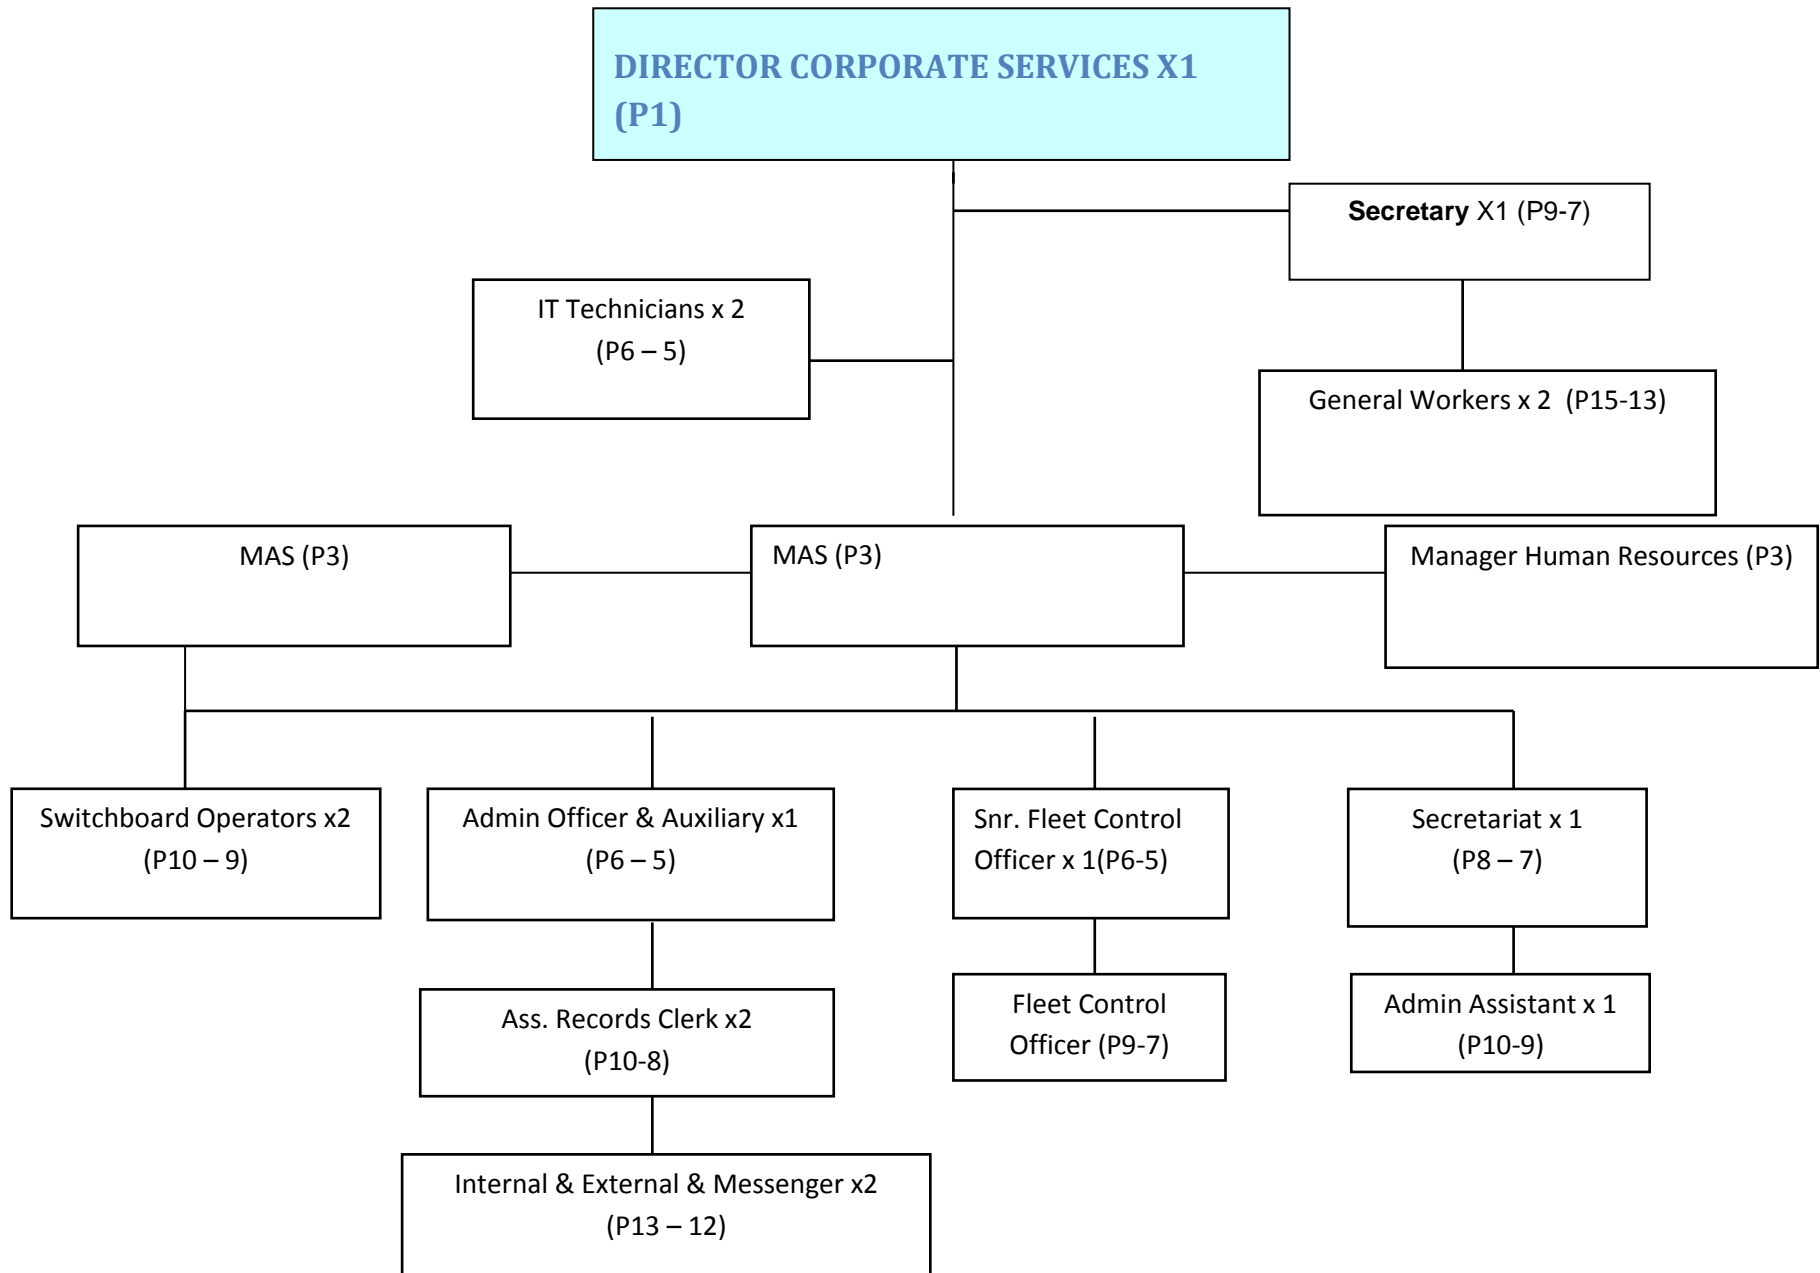 DIRECTOR CORPORATE SERVICES X1
(P1)
Secretary X1 (P9-7)
IT Technicians x 2
(P6 – 5)
General Workers x 2  (P15-13)
MAS (P3)
MAS (P3)
Manager Human Resources (P3)
Switchboard Operators x2
(P10 – 9)
Admin Officer & Auxiliary x1
(P6 – 5)
Snr. Fleet Control
Officer x 1(P6-5)
Secretariat x 1
(P8 – 7)
Ass. Records Clerk x2
(P10-8)
Fleet Control
Officer (P9-7)
Admin Assistant x 1
(P10-9)
Internal & External & Messenger x2
(P13 – 12)